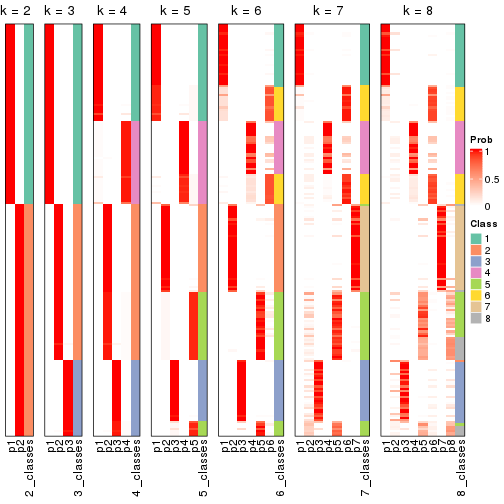 k = 2 k = 3 k = 4 k = 5 k = 6 k = 7 k = 8
Prob
1
0.5
0
Class
1
2
3
4
5
6
7
8
p1 p2 2_classes
p1 p2 p3 3_classes
p1 p2 p3 p4 4_classes
p1 p2 p3 p4 p5 5_classes
p1 p2 p3 p4 p5 p6 6_classes
p1 p2 p3 p4 p5 p6 p7 7_classes
p1 p2 p3 p4 p5 p6 p7 p8 8_classes